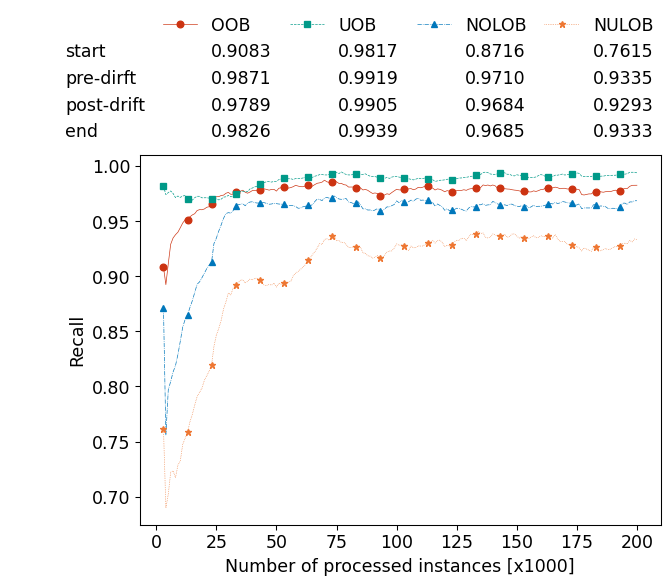 OOB UOB NOLOB NULOB
start 0.9083 0.9817 0.8716 0.7615
pre-dirft 0.9871 0.9919 0.9710 0.9335
post-drift 0.9789 0.9905 0.9684 0.9293
end 0.9826 0.9939 0.9685 0.9333
1.00
0.95
0.90
0.85
0.80
0.75
0.70
Recall
0 25 50 75 100 125 150 175 200
Number of processed instances [x1000]